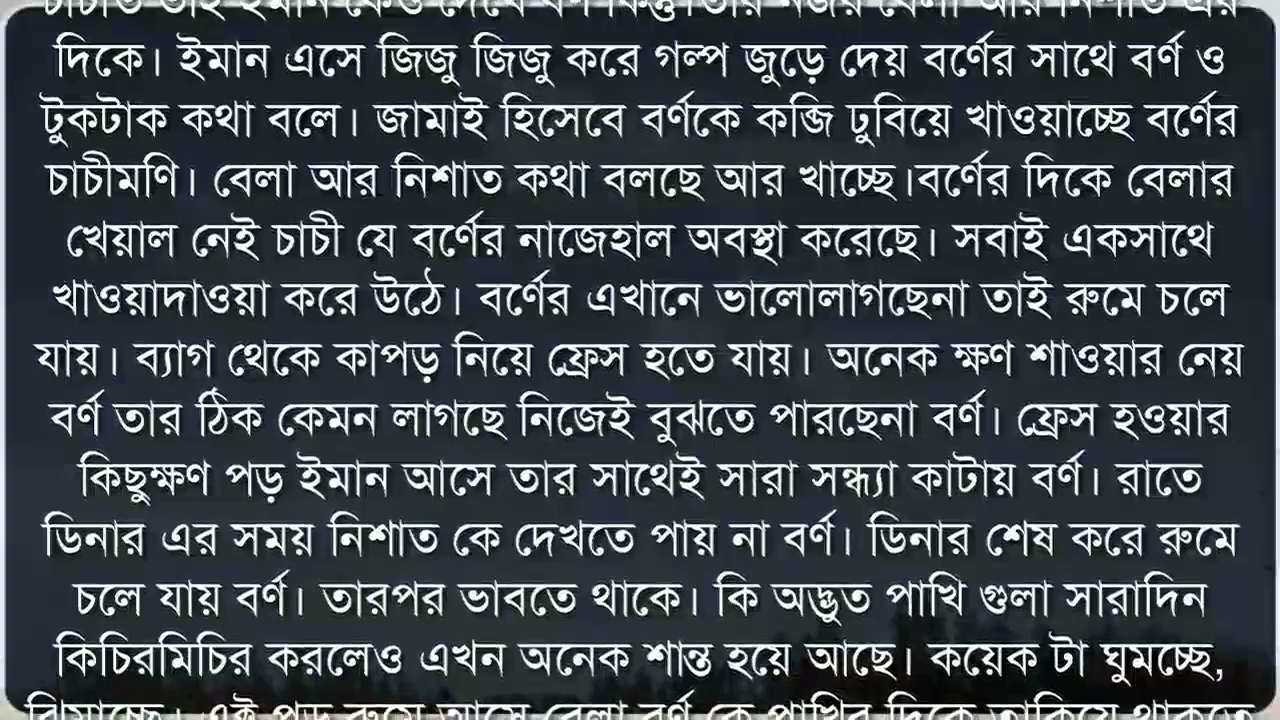 দিকে। ইমান এসে জিজু জিজু করে গল্প জুড়ে দেয় বর্ণের সাথে বর্ণ ও
টুকটাক কথা বলে। জামাই হিসেবে বর্ণকে কব্জি ঢুবিয়ে খাওয়াচ্ছে বর্ণের
চাচীমণি। বেলা আর নিশাত কথা বলছে আর খাচ্ছে।বর্ণের দিকে বেলার
খেয়াল নেই চাচী যে বর্ণের নাজেহাল অবস্থা করেছে। সবাই একসাথে
খাওয়াদাওয়া করে উঠে। বর্ণের এখানে ভালোলাগছেনা তাই রুমে চলে
যায়। ব্যাগ থেকে কাপড় নিয়ে ফ্রেস হতে যায়। অনেক ক্ষণ শাওয়ার নেয়
বর্ণ তার ঠিক কেমন লাগছে নিজেই বুঝতে পারছেনা বর্ণ। ফ্রেস হওয়ার
কিছুক্ষণ পড় ইমান আসে তার সাথেই সারা সন্ধ্যা কাটায় বর্ণ। রাতে
ডিনার এর সময় নিশাত কে দেখতে পায় না বর্ণ। ডিনার শেষ করে রুমে
চলে যায় বর্ণ। তারপর ভাবতে থাকে। কি অদ্ভুত পাখি গুলা সারাদিন
কিচিরমিচির করলেও এখন অনেক শান্ত হয়ে আছে। কয়েক টা ঘুমচ্ছে,